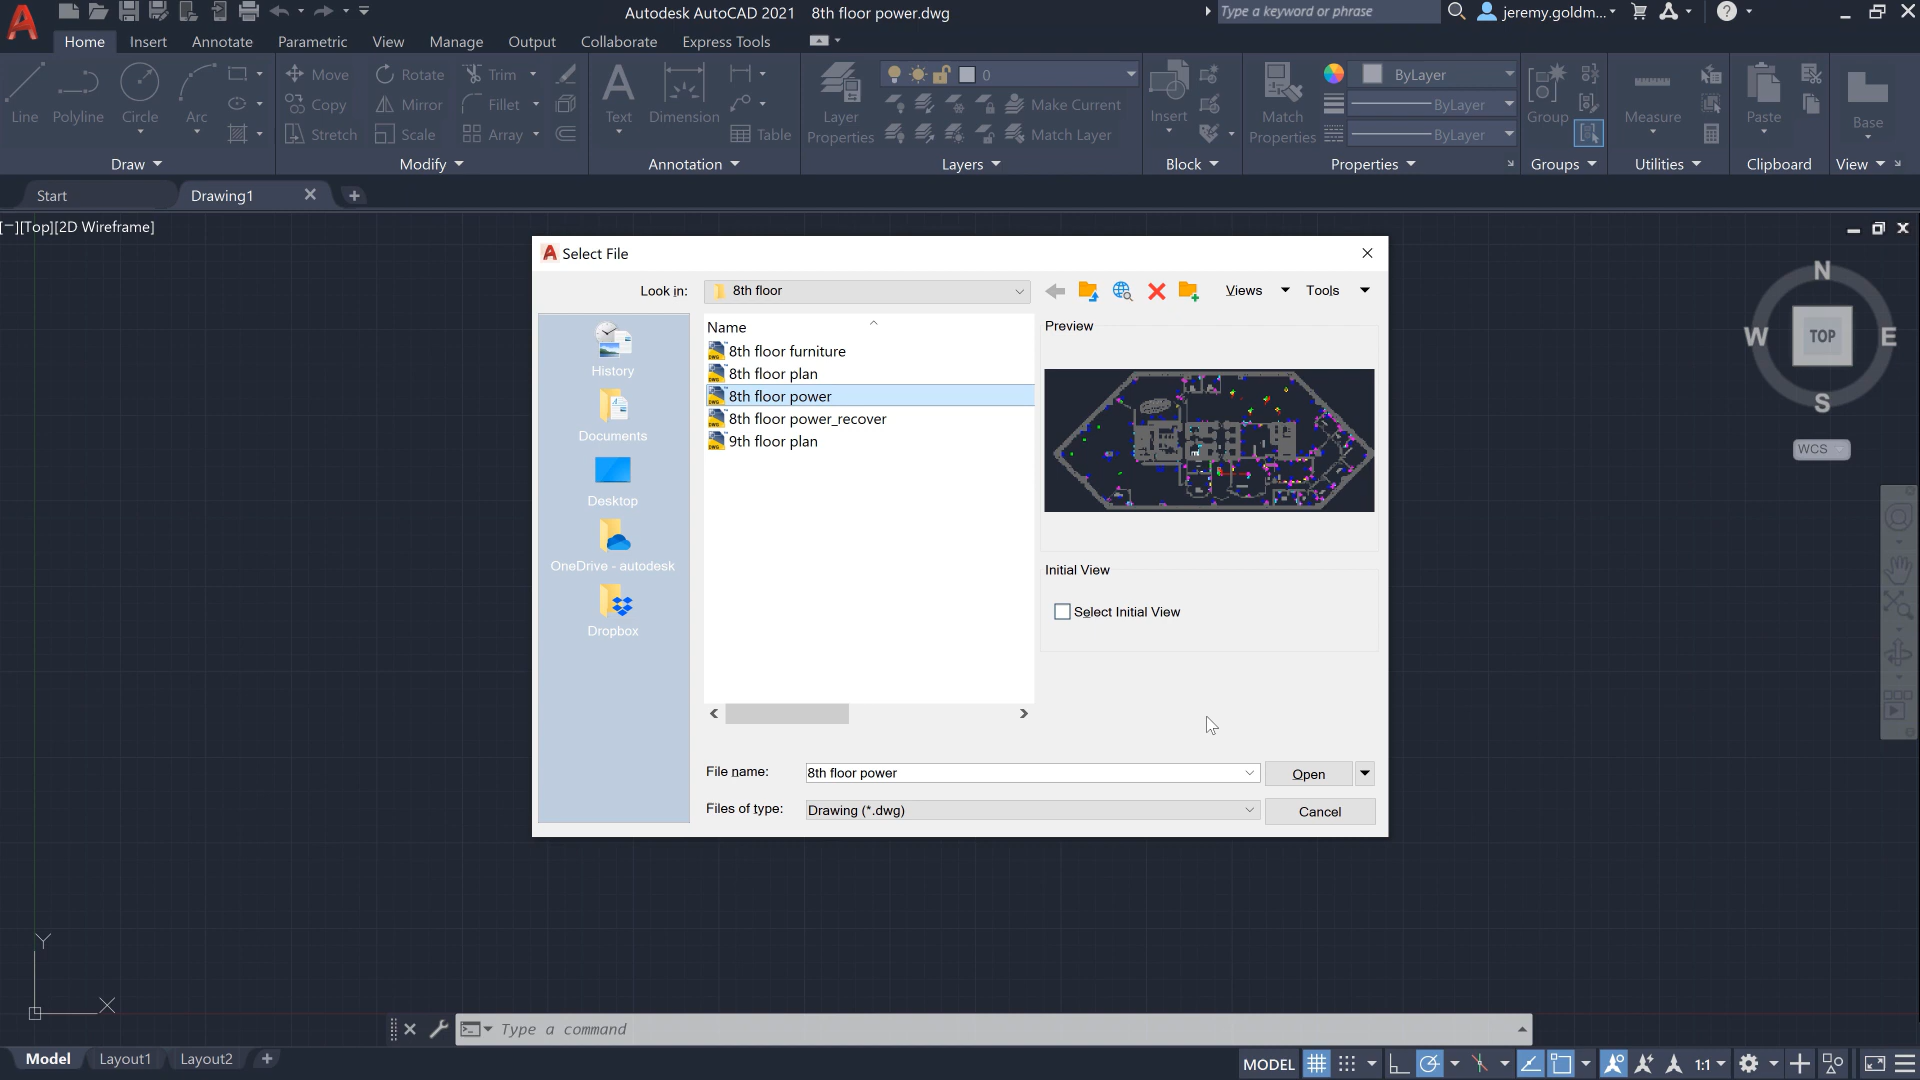 Autodesk AutoCAD 2021 8th floor power.dwg
Type a keyword or phrase
jeremy.goldm...
Home Insert Annotate Parametric View Manage Output Collaborate Express Tools
Line Polyline Circle Arc
Move Rotate Trim
Copy Mirror Fillet
Stretch Scale Array
Text Dimension Table
Layer Properties
0
Make Current
Match Layer
Insert
Match Properties
ByLayer
ByLayer
ByLayer
Group Measure Paste Base
Draw Modify Annotation Layers Block Properties Groups Utilities Clipboard View
Start Drawing1
[−][Top][2D Wireframe]
Select File
Look in: 8th floor Views Tools
History
Documents
Desktop
OneDrive - autodesk
Dropbox
Name
8th floor furniture
8th floor plan
8th floor power
8th floor power_recover
9th floor plan
Preview
Initial View
Select Initial View
File name: 8th floor power Open
Files of type: Drawing (*.dwg) Cancel
N
W TOP E
S
WCS
Y
X
Type a command
Model Layout1 Layout2
MODEL 1:1